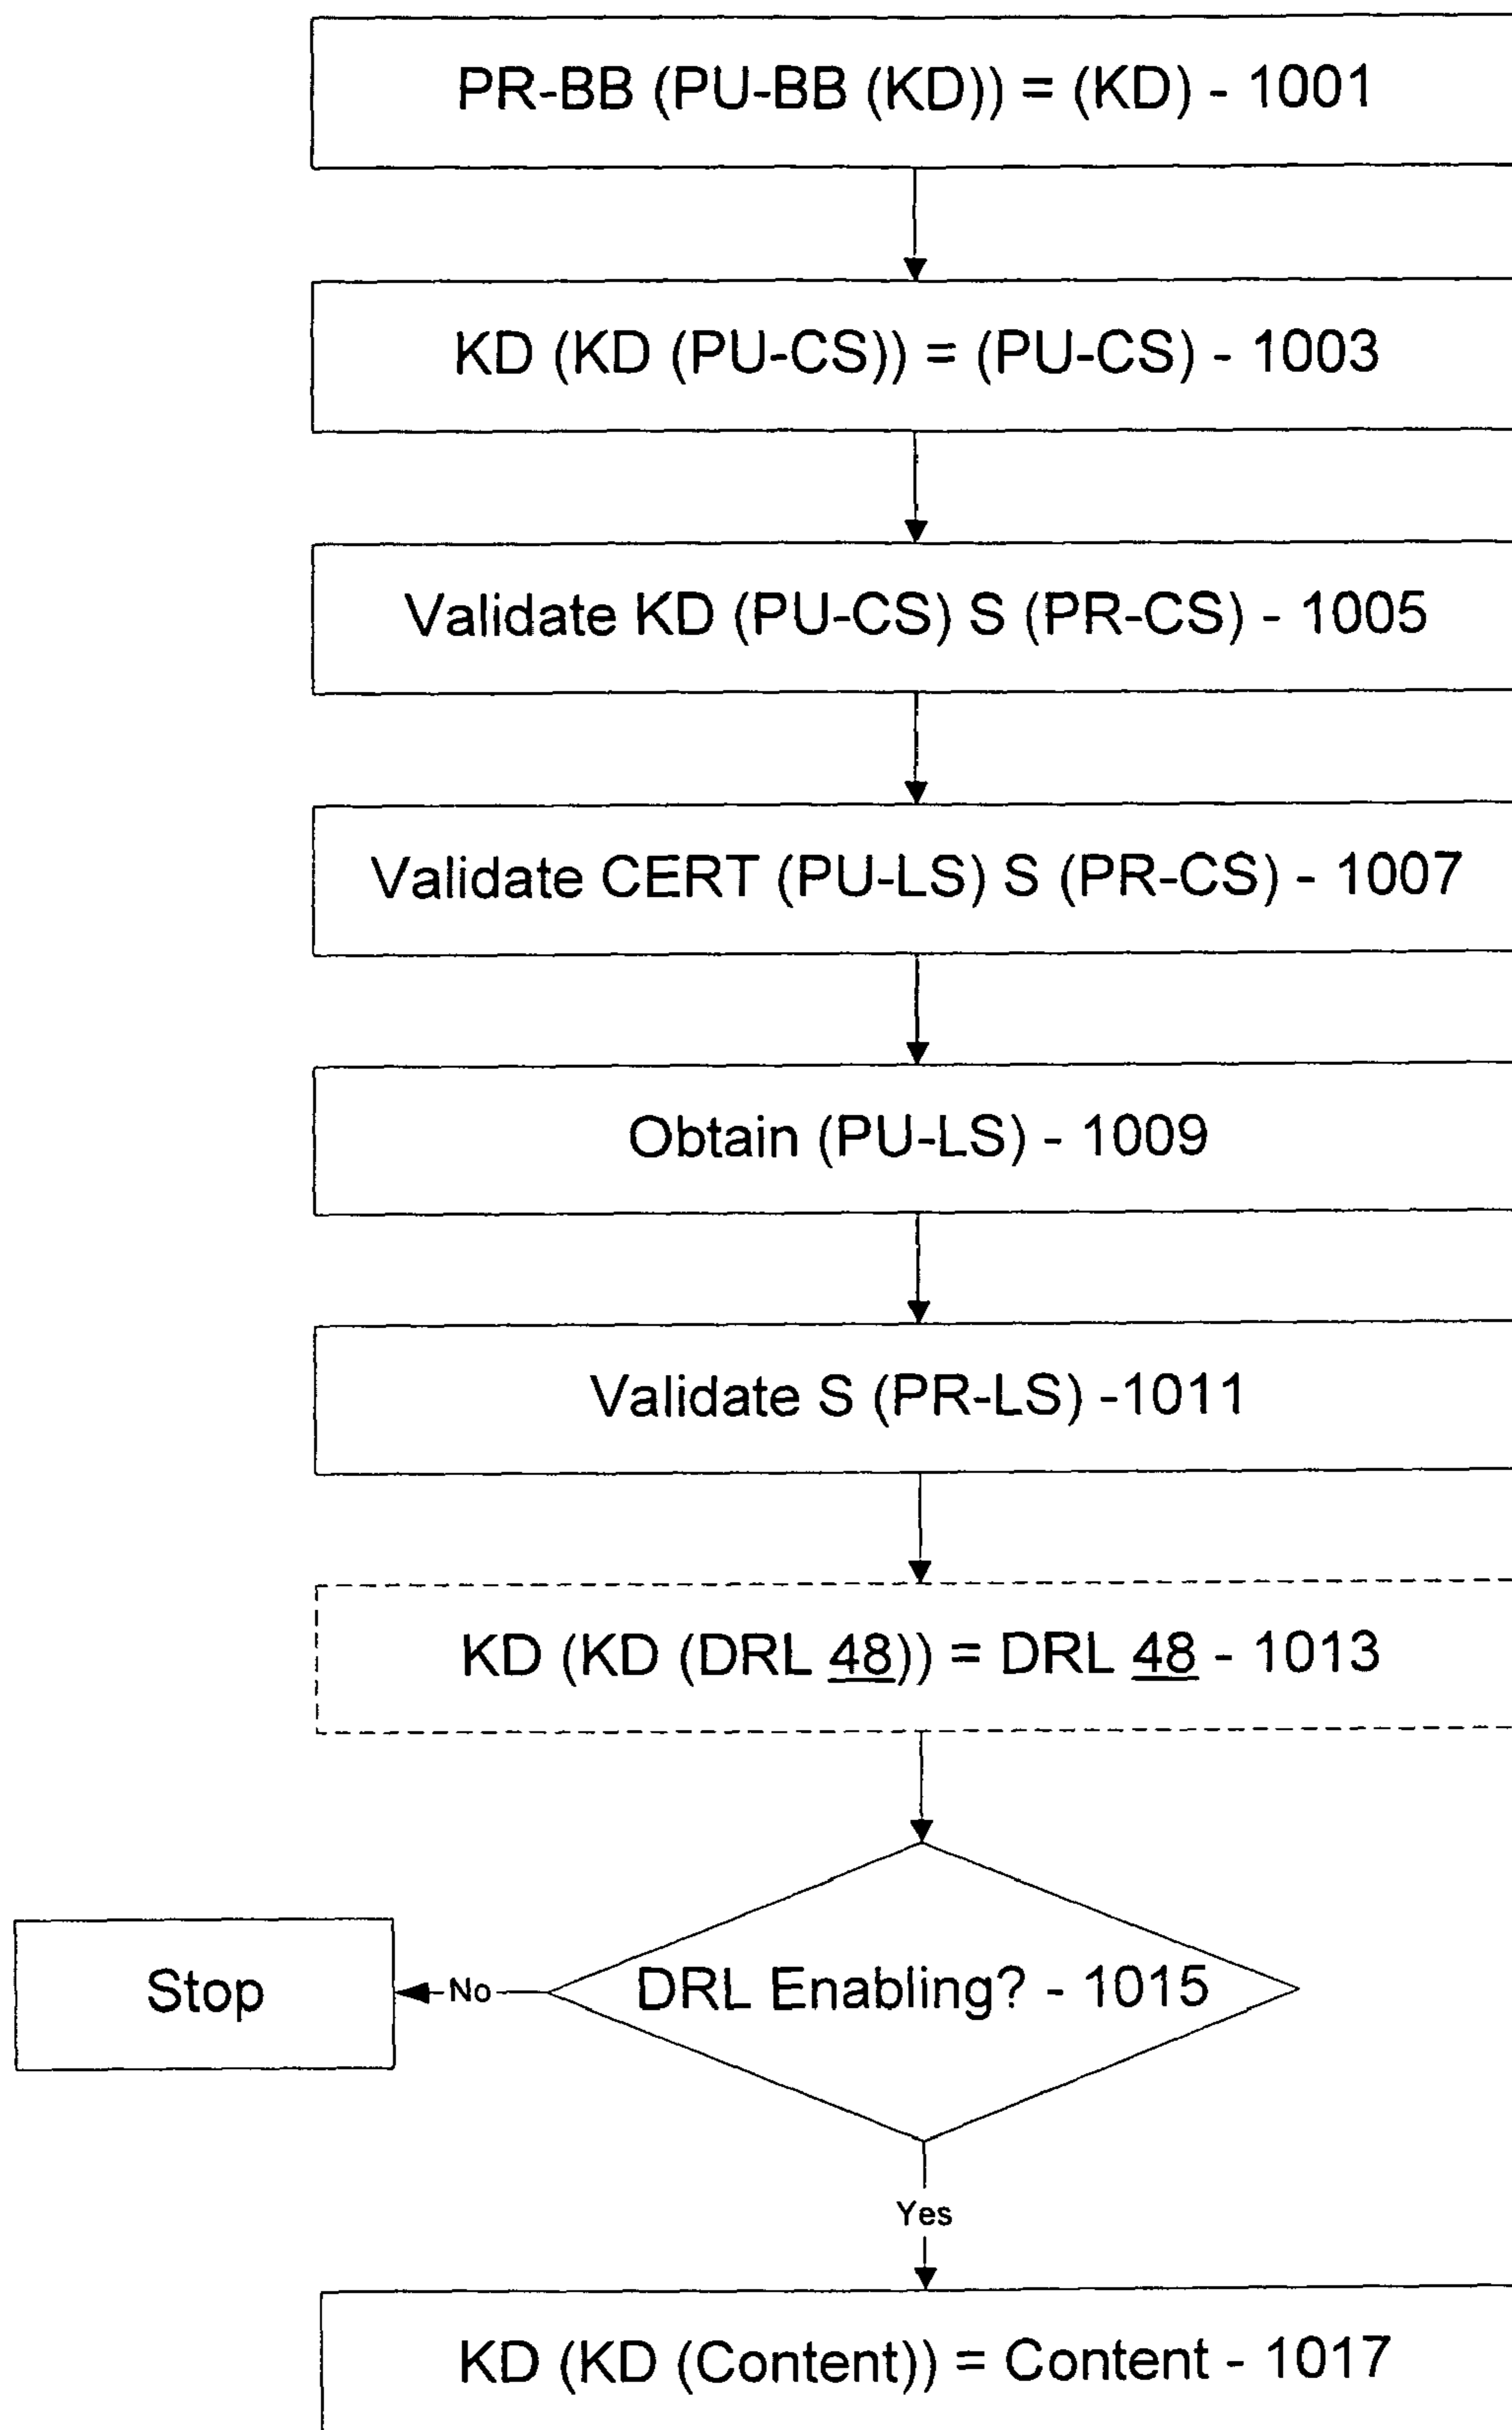 PR-BB (PU-BB (KD)) = (KD) - 1001
KD (KD (PU-CS)) = (PU-CS) - 1003
Validate KD (PU-CS) S (PR-CS) - 1005
Validate CERT (PU-LS) S (PR-CS) - 1007
Obtain (PU-LS) - 1009
Validate S (PR-LS) -1011
KD (KD (DRL 48)) = DRL 48 - 1013
DRL Enabling? - 1015
No
Stop
Yes
KD (KD (Content)) = Content - 1017